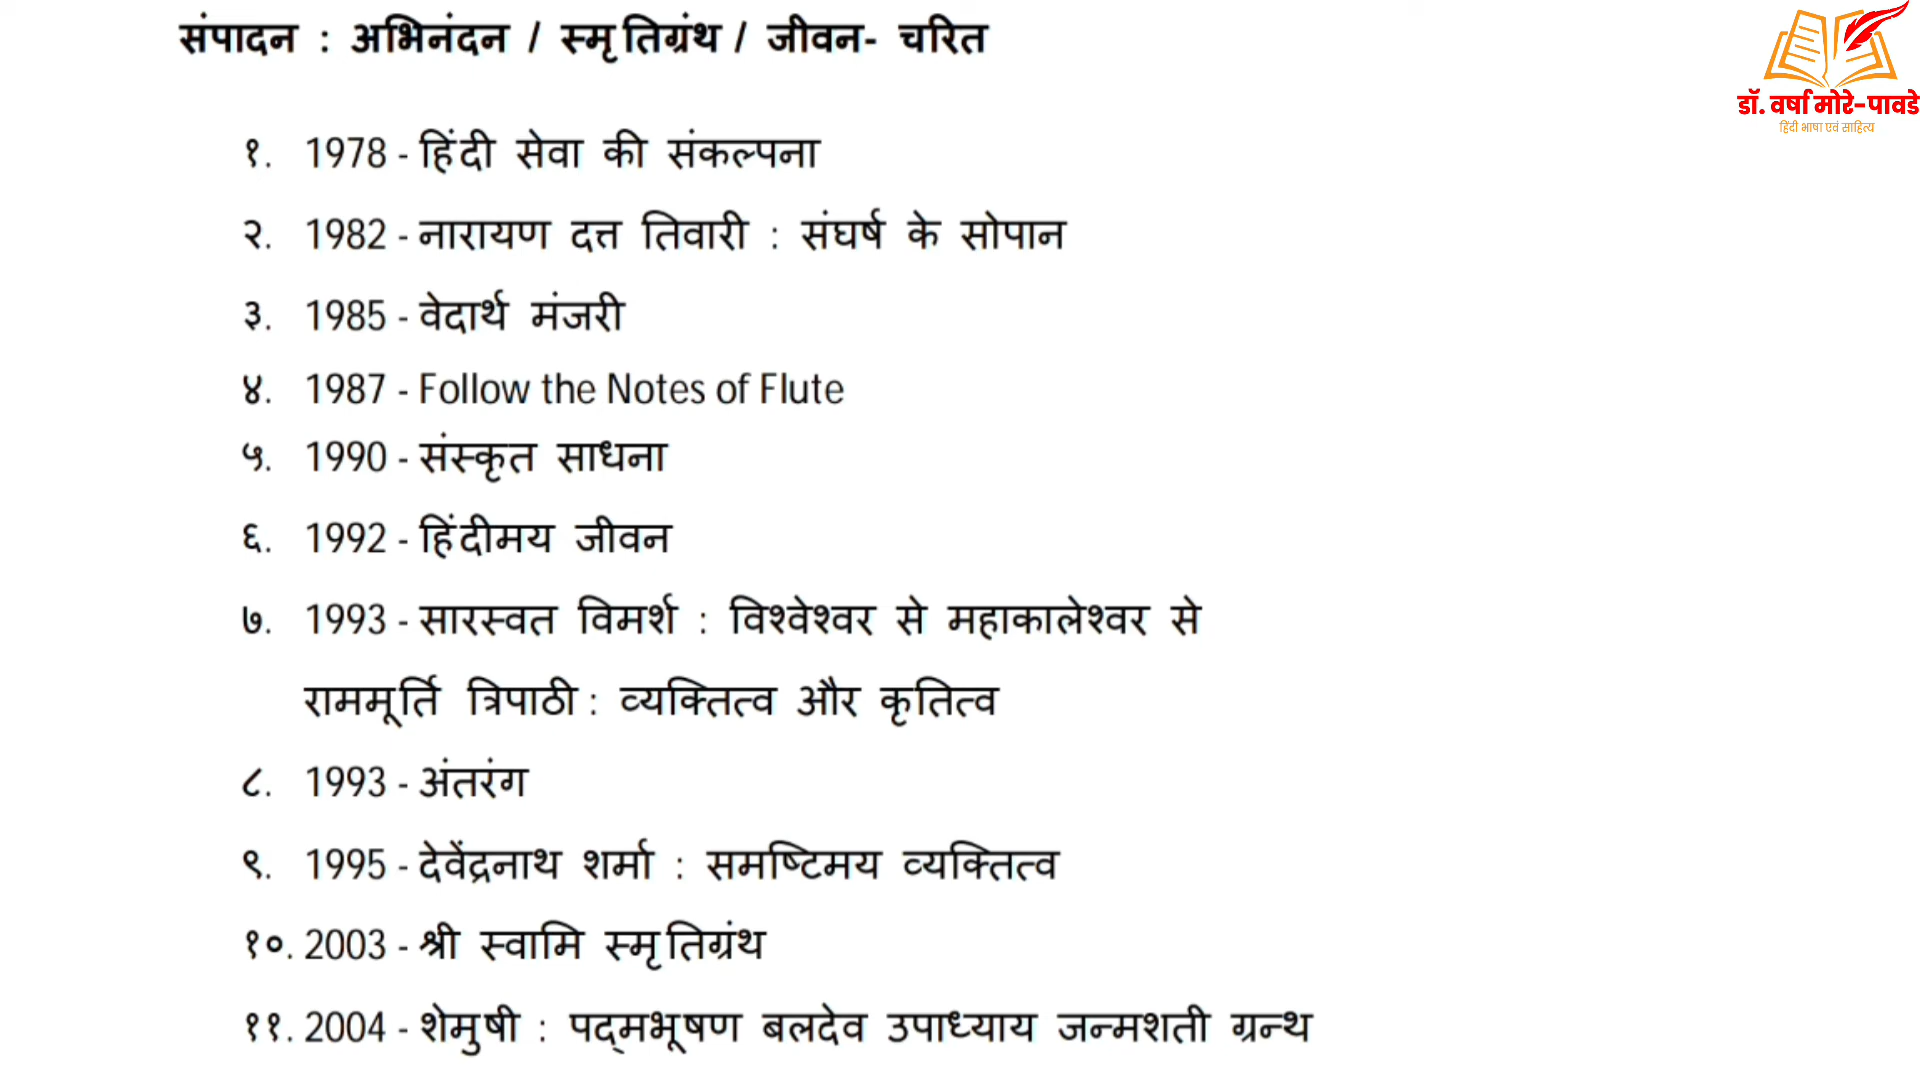 संपादन : अभिनंदन / स्मृतिग्रंथ / जीवन- चरित
डॉ. वर्षा मोरे-पावडे
हिंदी भाषा एवं साहित्य
१. 1978 - हिंदी सेवा की संकल्पना
२. 1982 - नारायण दत्त तिवारी : संघर्ष के सोपान
३. 1985 - वेदार्थ मंजरी
४. 1987 - Follow the Notes of Flute
५. 1990 - संस्कृत साधना
६. 1992 - हिंदीमय जीवन
७. 1993 - सारस्वत विमर्श : विश्वेश्वर से महाकालेश्वर से
राममूर्ति त्रिपाठी : व्यक्तित्व और कृतित्व
८. 1993 - अंतरंग
९. 1995 - देवेंद्रनाथ शर्मा : समष्टिमय व्यक्तित्व
१०. 2003 - श्री स्वामि स्मृतिग्रंथ
११. 2004 - शेमुषी : पद्मभूषण बलदेव उपाध्याय जन्मशती ग्रन्थ